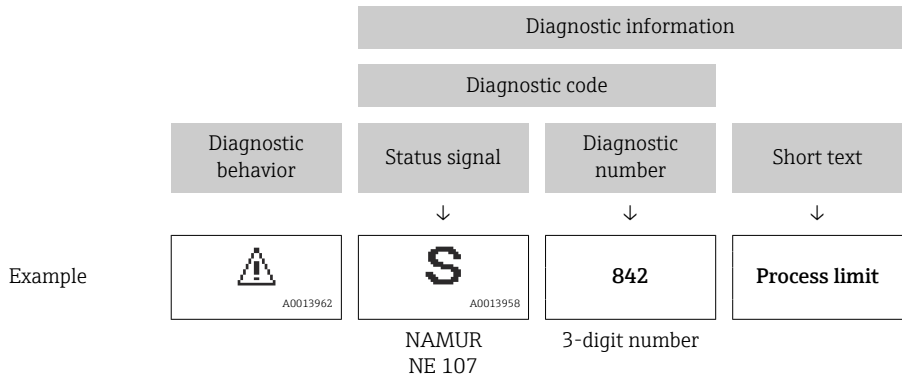 Diagnostic information
Diagnostic code
Diagnostic
behavior
Status signal
Diagnostic
number
Short text
↓ ↓ ↓
Example
A0013962
S
A0013958
842
Process limit
NAMUR
NE 107
3-digit number